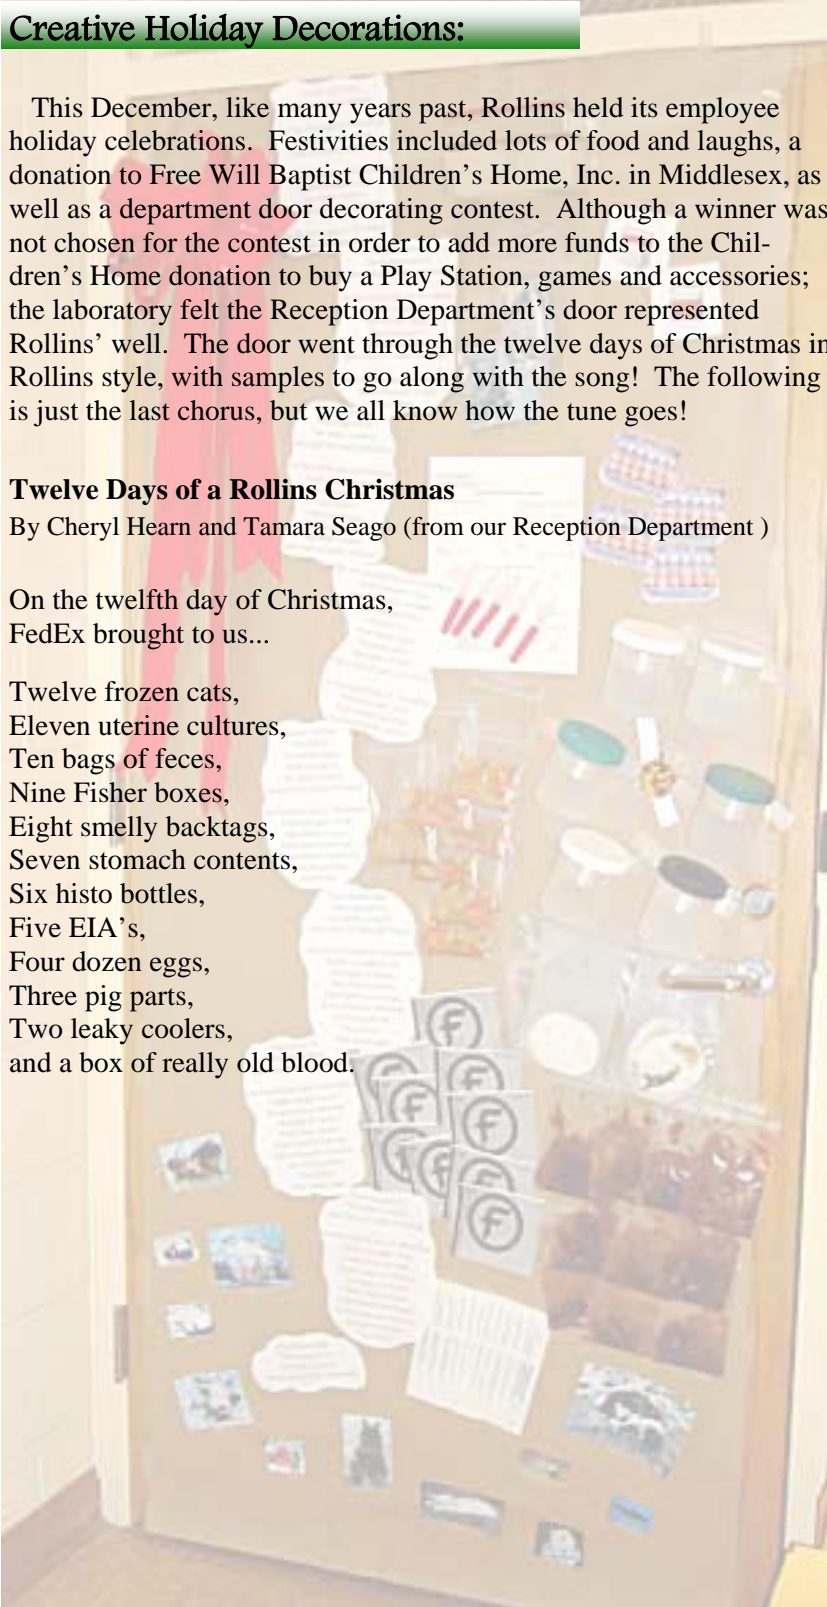 Creative Holiday Decorations:
This December, like many years past, Rollins held its employee
holiday celebrations.  Festivities included lots of food and laughs, a
donation to Free Will Baptist Children's Home, Inc. in Middlesex, as
well as a department door decorating contest.  Although a winner was
not chosen for the contest in order to add more funds to the Chil-
dren's Home donation to buy a Play Station, games and accessories;
the laboratory felt the Reception Department's door represented
Rollins' well.  The door went through the twelve days of Christmas in
Rollins style, with samples to go along with the song!  The following
is just the last chorus, but we all know how the tune goes!
Twelve Days of a Rollins Christmas
By Cheryl Hearn and Tamara Seago (from our Reception Department )
On the twelfth day of Christmas,
FedEx brought to us...
Twelve frozen cats,
Eleven uterine cultures,
Ten bags of feces,
Nine Fisher boxes,
Eight smelly backtags,
Seven stomach contents,
Six histo bottles,
Five EIA's,
Four dozen eggs,
Three pig parts,
Two leaky coolers,
and a box of really old blood.
F
F
F
F
F
F
F
F
F